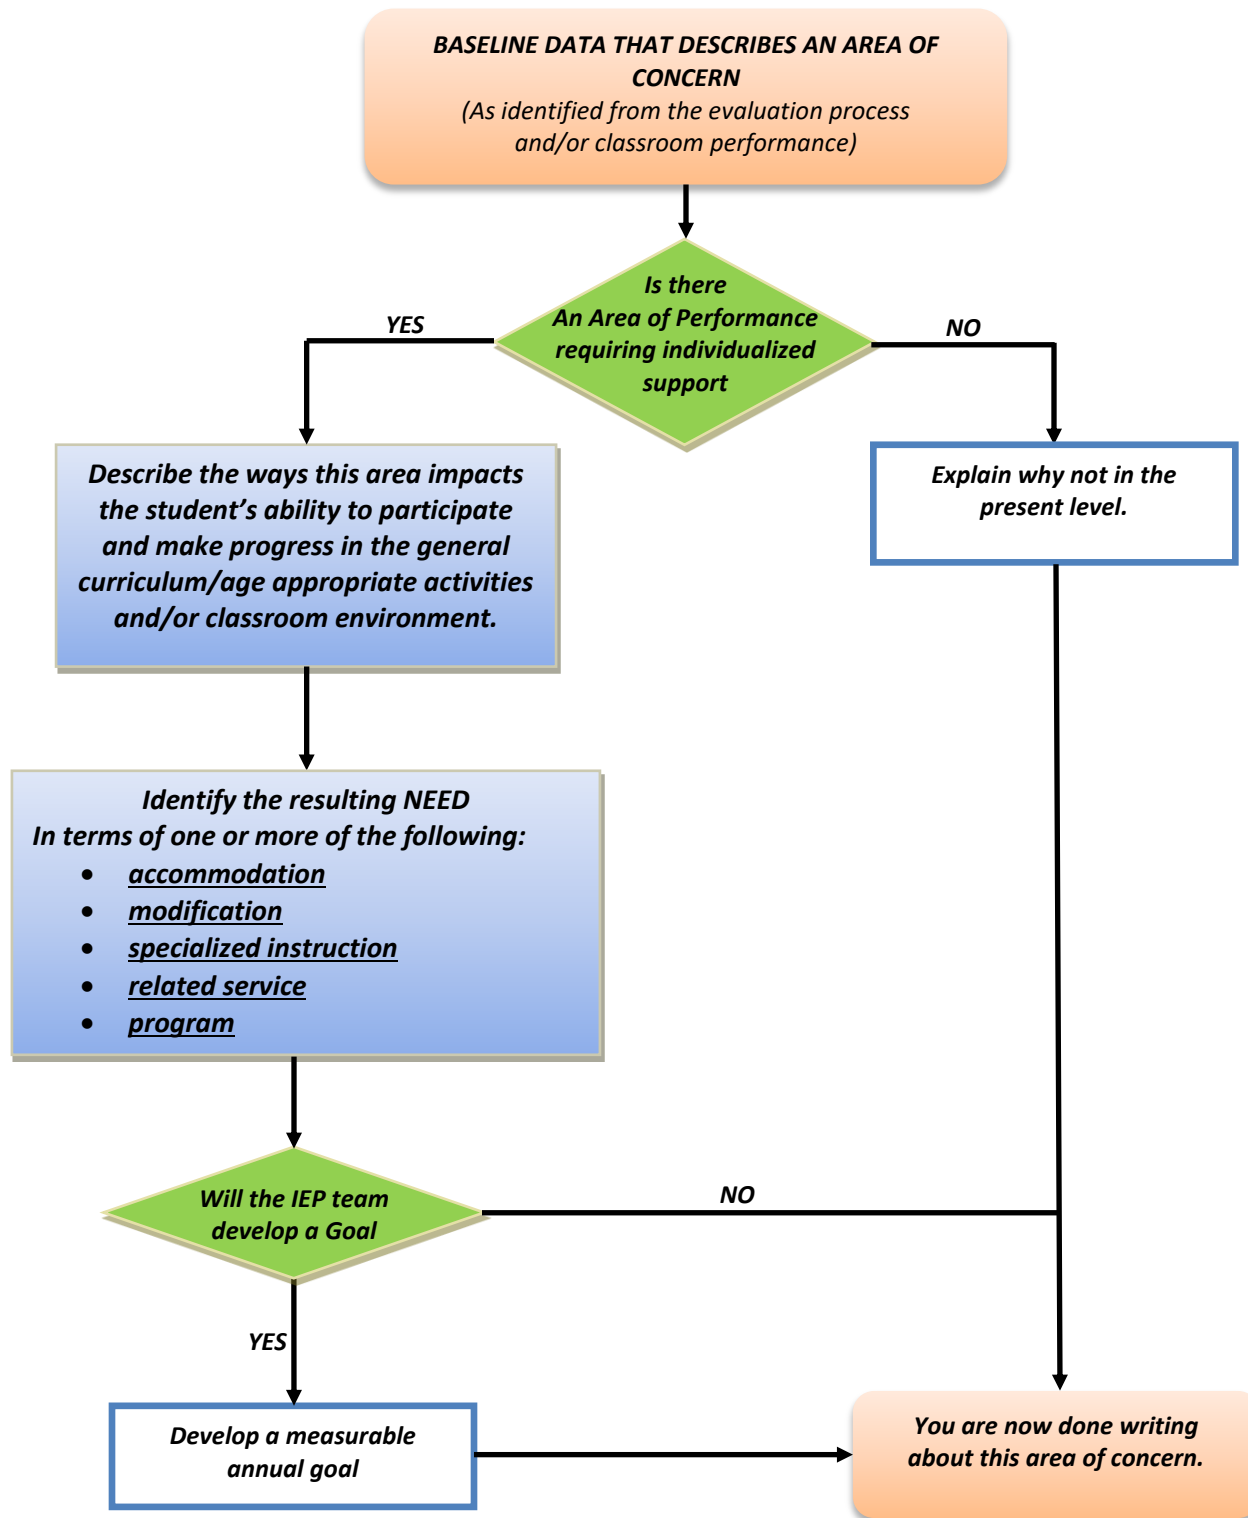 BASELINE DATA THAT DESCRIBES AN AREA OF
CONCERN
(As identified from the evaluation process
and/or classroom performance)
Is there
An Area of Performance
requiring individualized
support
YES
NO
Describe the ways this area impacts
the student's ability to participate
and make progress in the general
curriculum/age appropriate activities
and/or classroom environment.
Explain why not in the
present level.
Identify the resulting NEED
In terms of one or more of the following:
• accommodation
• modification
• specialized instruction
• related service
• program
Will the IEP team
develop a Goal
NO
YES
Develop a measurable
annual goal
You are now done writing
about this area of concern.